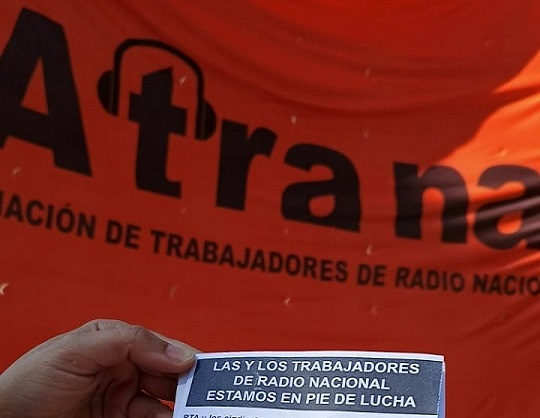 Atrana
IACIÓN DE TRABAJADORES DE RADIO NACIO
LAS Y LOS TRABAJADORES
DE RADIO NACIONAL
ESTAMOS EN PIE DE LUCHA